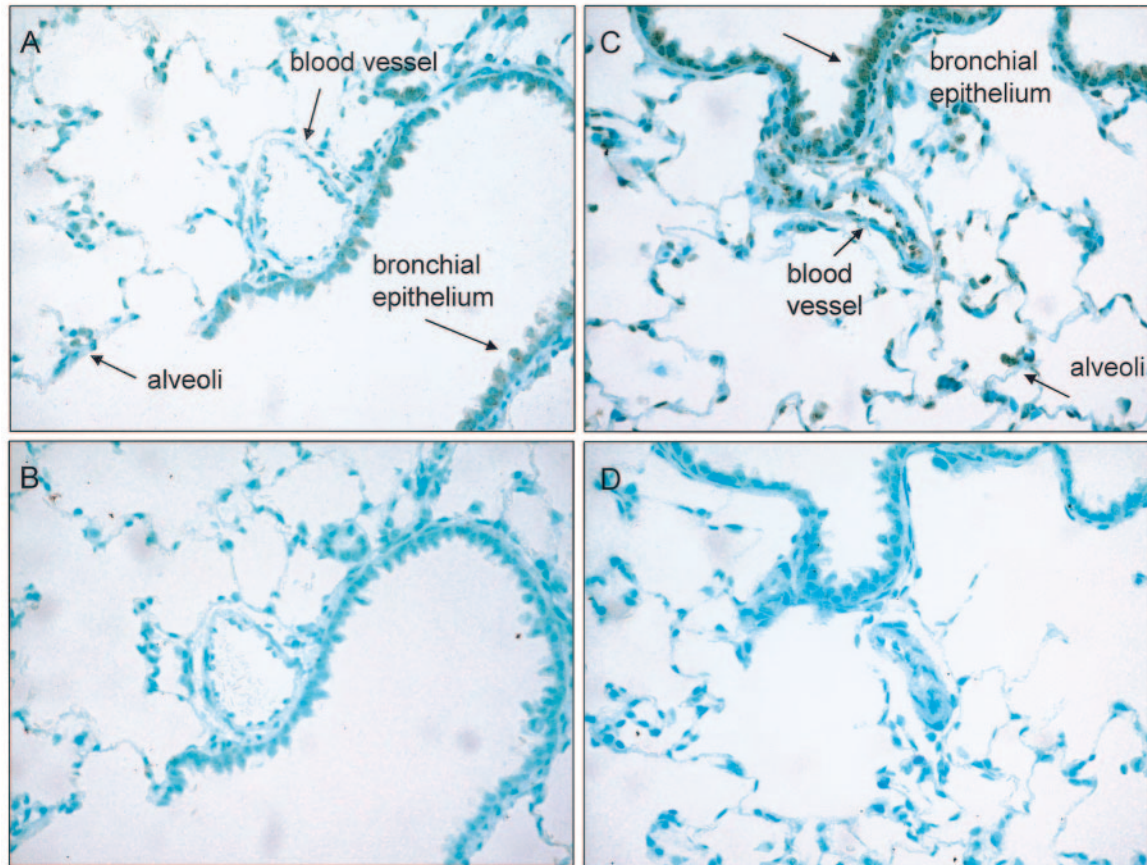 A
blood vessel
bronchial
epithelium
alveoli
C
bronchial
epithelium
blood
vessel
alveoli
B
D